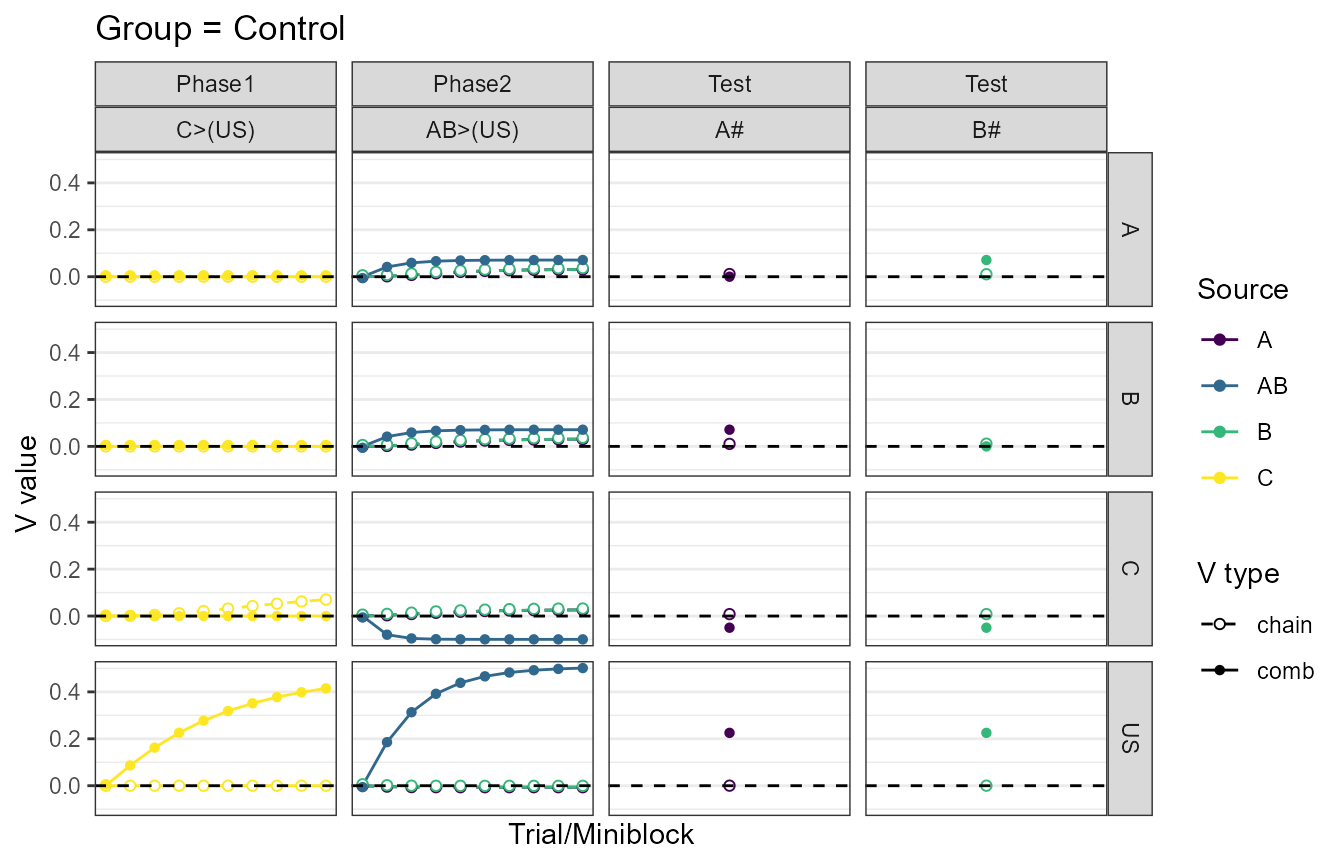 Group = Control
Phase1
Phase2
Test
Test
C>(US)
AB>(US)
A#
B#
0.4
0.2
0.0
A
0.4
0.2
0.0
B
0.4
0.2
0.0
C
0.4
0.2
0.0
US
V value
Trial/Miniblock
Source
A
AB
B
C
V type
chain
comb